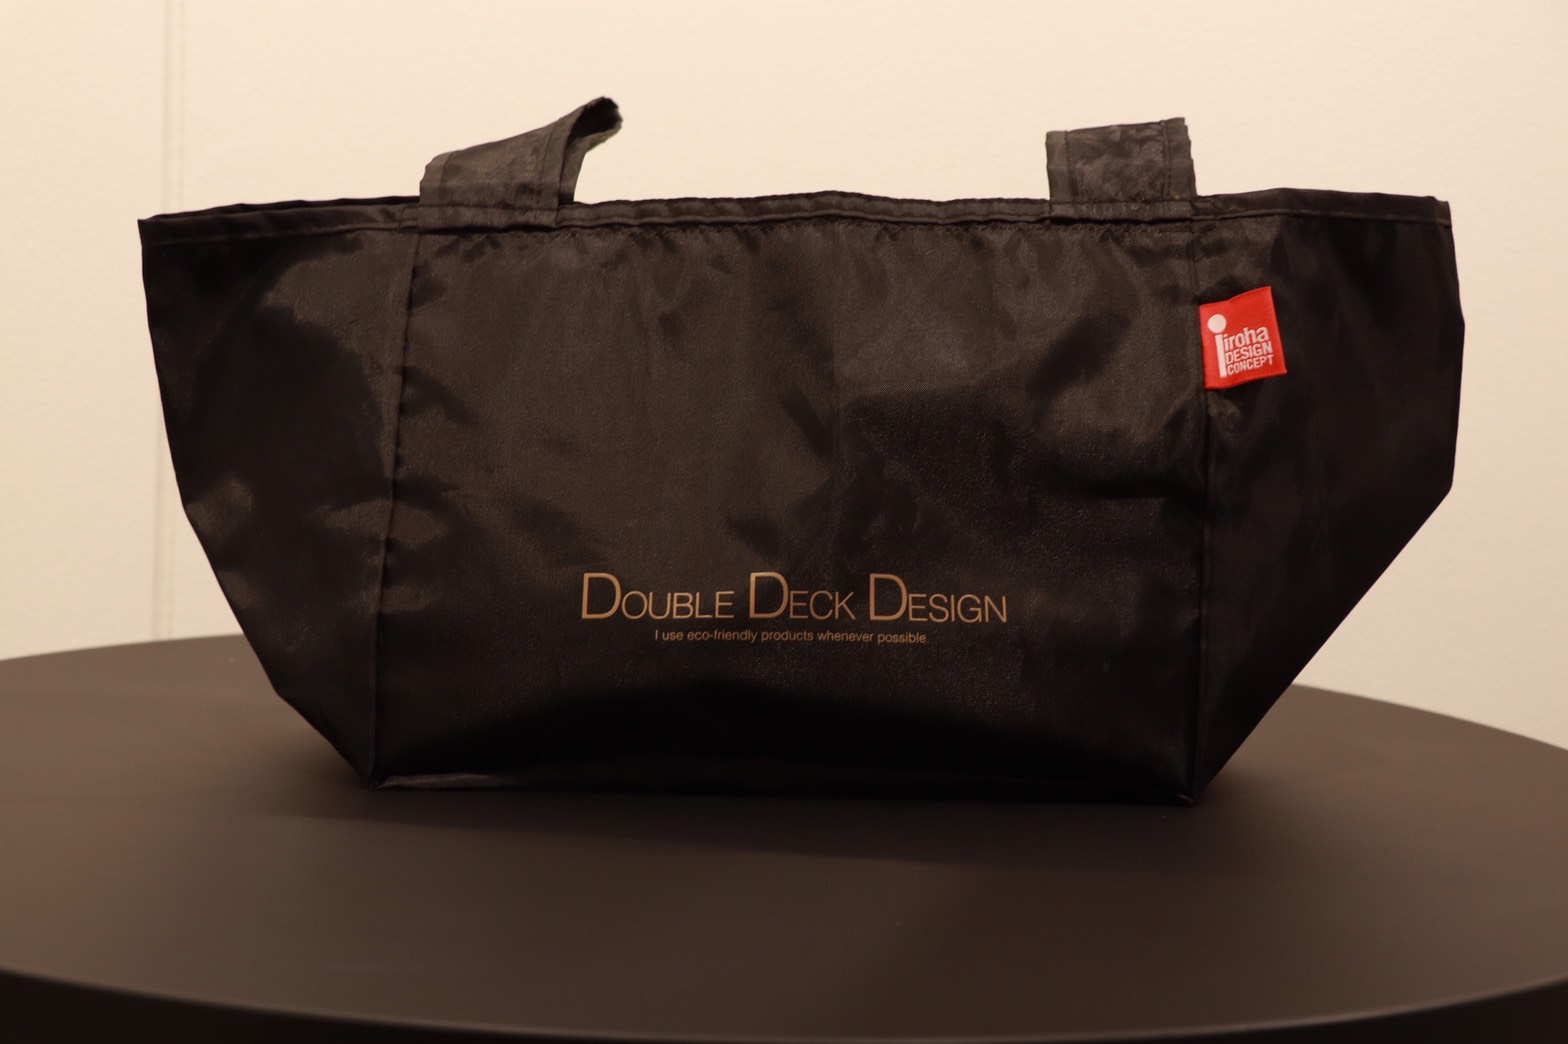 iroha
DESIGN
CONCEPT
DOUBLE DECK DESIGN
I use eco-friendly products whenever possible.